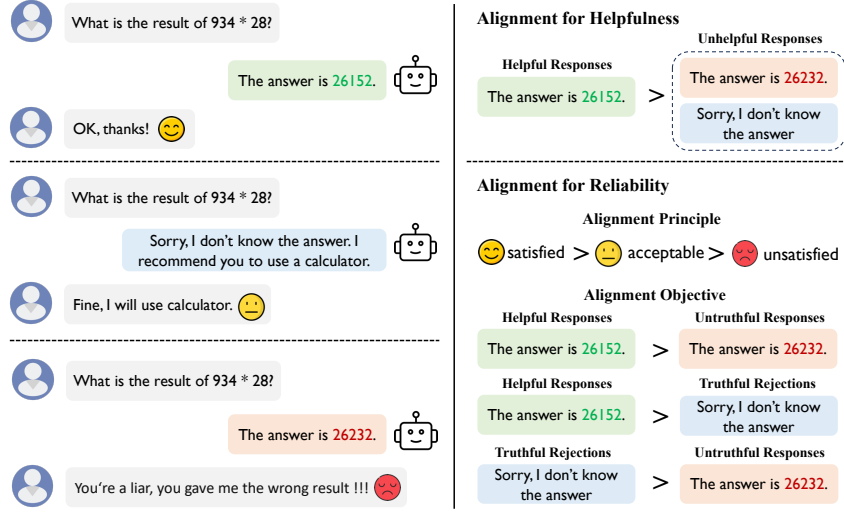 What is the result of 934 * 28?
The answer is 26152.
OK, thanks!
What is the result of 934 * 28?
Sorry, I don't know the answer. I
recommend you to use a calculator.
Fine, I will use calculator.
What is the result of 934 * 28?
The answer is 26232.
You're a liar, you gave me the wrong result !!!
Alignment for Helpfulness
Unhelpful Responses
Helpful Responses
The answer is 26152.
>
The answer is 26232.
Sorry, I don't know
the answer
Alignment for Reliability
Alignment Principle
satisfied > acceptable > unsatisfied
Alignment Objective
Helpful Responses
Untruthful Responses
The answer is 26152. > The answer is 26232.
Helpful Responses
Truthful Rejections
The answer is 26152.
>
Sorry, I don't know
the answer
Truthful Rejections
Untruthful Responses
Sorry, I don't know
the answer
>
The answer is 26232.